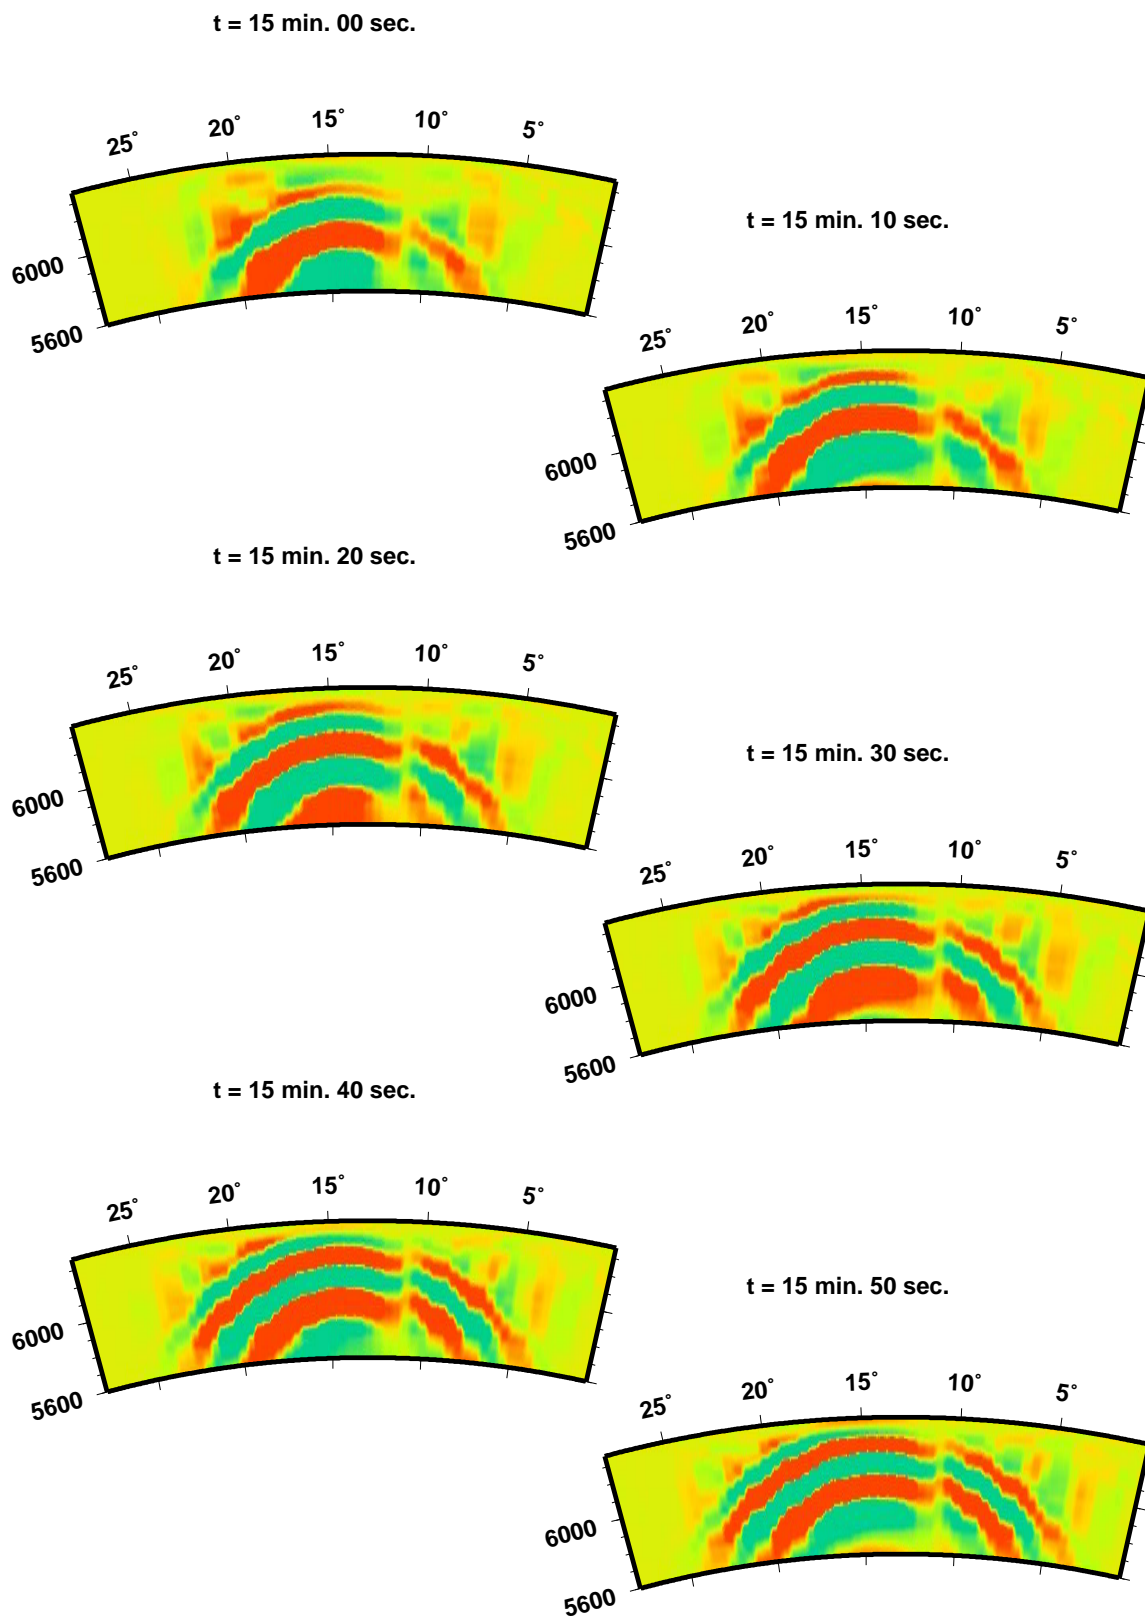 t = 15 min. 00 sec.
25° 20° 15° 10° 5°
6000
5600
t = 15 min. 10 sec.
25° 20° 15° 10° 5°
6000
5600
t = 15 min. 20 sec.
25° 20° 15° 10° 5°
6000
5600
t = 15 min. 30 sec.
25° 20° 15° 10° 5°
6000
5600
t = 15 min. 40 sec.
25° 20° 15° 10° 5°
6000
5600
t = 15 min. 50 sec.
25° 20° 15° 10° 5°
6000
5600